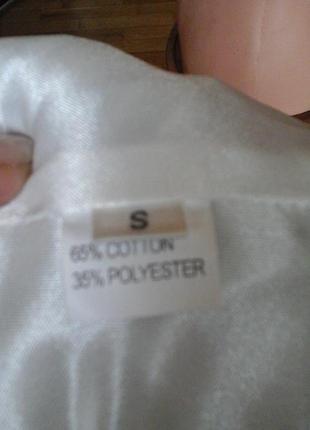 S
65% COTTON
35% POLYESTER